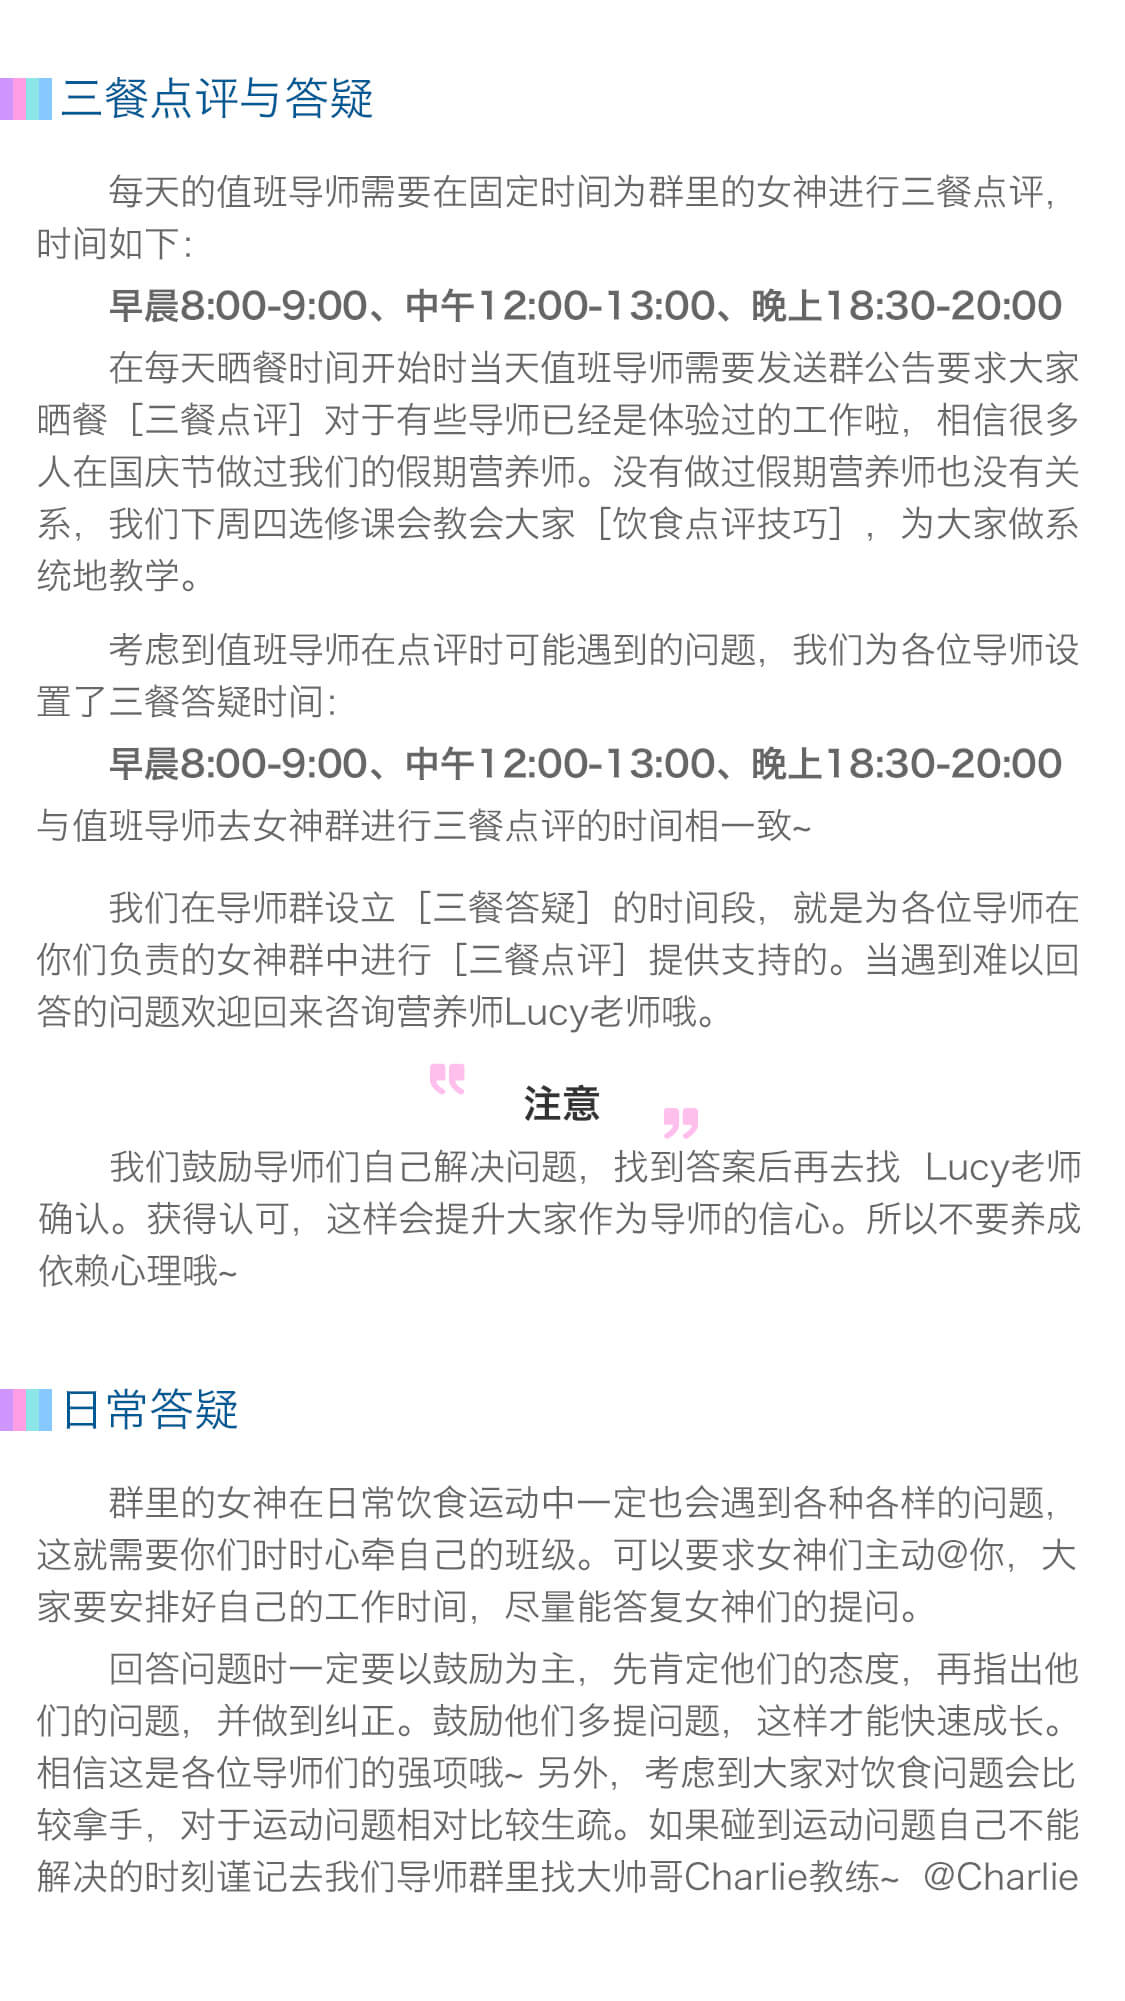 三餐点评与答疑
每天的值班导师需要在固定时间为群里的女神进行三餐点评，
时间如下：
早晨8:00-9:00、中午12:00-13:00、晚上18:30-20:00
在每天晒餐时间开始时当天值班导师需要发送群公告要求大家
晒餐［三餐点评］对于有些导师已经是体验过的工作啦，相信很多
人在国庆节做过我们的假期营养师。没有做过假期营养师也没有关
系，我们下周四选修课会教会大家［饮食点评技巧］，为大家做系
统地教学。
考虑到值班导师在点评时可能遇到的问题，我们为各位导师设
置了三餐答疑时间：
早晨8:00-9:00、中午12:00-13:00、晚上18:30-20:00
与值班导师去女神群进行三餐点评的时间相一致~
我们在导师群设立［三餐答疑］的时间段，就是为各位导师在
你们负责的女神群中进行［三餐点评］提供支持的。当遇到难以回
答的问题欢迎回来咨询营养师Lucy老师哦。
注意
我们鼓励导师们自己解决问题，找到答案后再去找 Lucy老师
确认。获得认可，这样会提升大家作为导师的信心。所以不要养成
依赖心理哦~
日常答疑
群里的女神在日常饮食运动中一定也会遇到各种各样的问题，
这就需要你们时时心牵自己的班级。可以要求女神们主动@你，大
家要安排好自己的工作时间，尽量能答复女神们的提问。
回答问题时一定要以鼓励为主，先肯定他们的态度，再指出他
们的问题，并做到纠正。鼓励他们多提问题，这样才能快速成长。
相信这是各位导师们的强项哦~ 另外，考虑到大家对饮食问题会比
较拿手，对于运动问题相对比较生疏。如果碰到运动问题自己不能
解决的时刻谨记去我们导师群里找大帅哥Charlie教练~ @Charlie